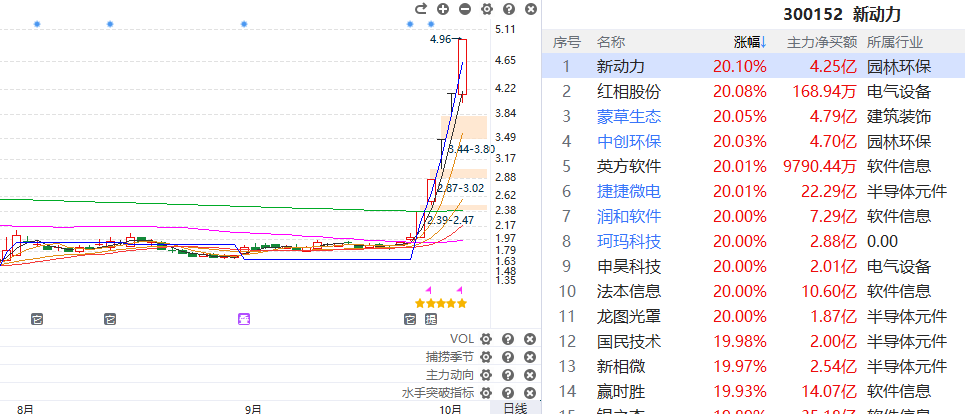 300152 新动力
序号 名称 涨幅↓ 主力净买额 所属行业
1 新动力 20.10% 4.25亿 园林环保
2 红相股份 20.08% 168.94万 电气设备
3 蒙草生态 20.05% 4.79亿 建筑装饰
4 中创环保 20.03% 4.70亿 园林环保
5 英方软件 20.01% 9790.44万 软件信息
6 捷捷微电 20.01% 22.29亿 半导体元件
7 润和软件 20.00% 7.29亿 软件信息
8 珂玛科技 20.00% 2.88亿 0.00
9 申昊科技 20.00% 2.01亿 电气设备
10 法本信息 20.00% 10.60亿 软件信息
11 龙图光罩 20.00% 1.87亿 半导体元件
12 国民技术 19.98% 2.00亿 半导体元件
13 新相微 19.97% 2.54亿 半导体元件
14 赢时胜 19.93% 14.07亿 软件信息
5.11
4.96
4.65
4.22
3.84
3.49
3.44-3.80
3.17
2.88
2.87-3.02
2.62
2.38
2.39-2.47
2.17
1.97
1.79
1.63
1.48
1.35
VOL
捕捞季节
主力动向
水手突破指标
8月 9月 10月 日线